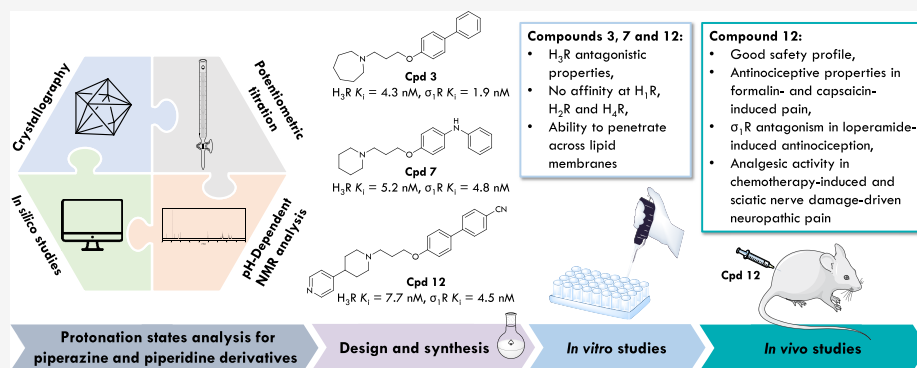 Crystallography
Potentiometric
titration
In silico studies
pH-Dependent
NMR analysis
N
O
Cpd 3
H₃R Kᵢ = 4.3 nM, σ₁R Kᵢ = 1.9 nM
H
N
N
O
Cpd 7
H₃R Kᵢ = 5.2 nM, σ₁R Kᵢ = 4.8 nM
CN
N
O
N
Cpd 12
H₃R Kᵢ = 7.7 nM, σ₁R Kᵢ = 4.5 nM
Compounds 3, 7 and 12:
• H₃R antagonistic
properties,
• No affinity at H₁R,
H₂R and H₄R,
• Ability to penetrate
across lipid
membranes
Compound 12:
• Good safety profile,
• Antinociceptive properties in
formalin- and capsaicin-
induced pain,
• σ₁R antagonism in loperamide-
induced antinociception,
• Analgesic activity in
chemotherapy-induced and
sciatic nerve damage-driven
neuropathic pain
Cpd 12
Protonation states analysis for
piperazine and piperidine derivatives
Design and synthesis
In vitro studies
In vivo studies